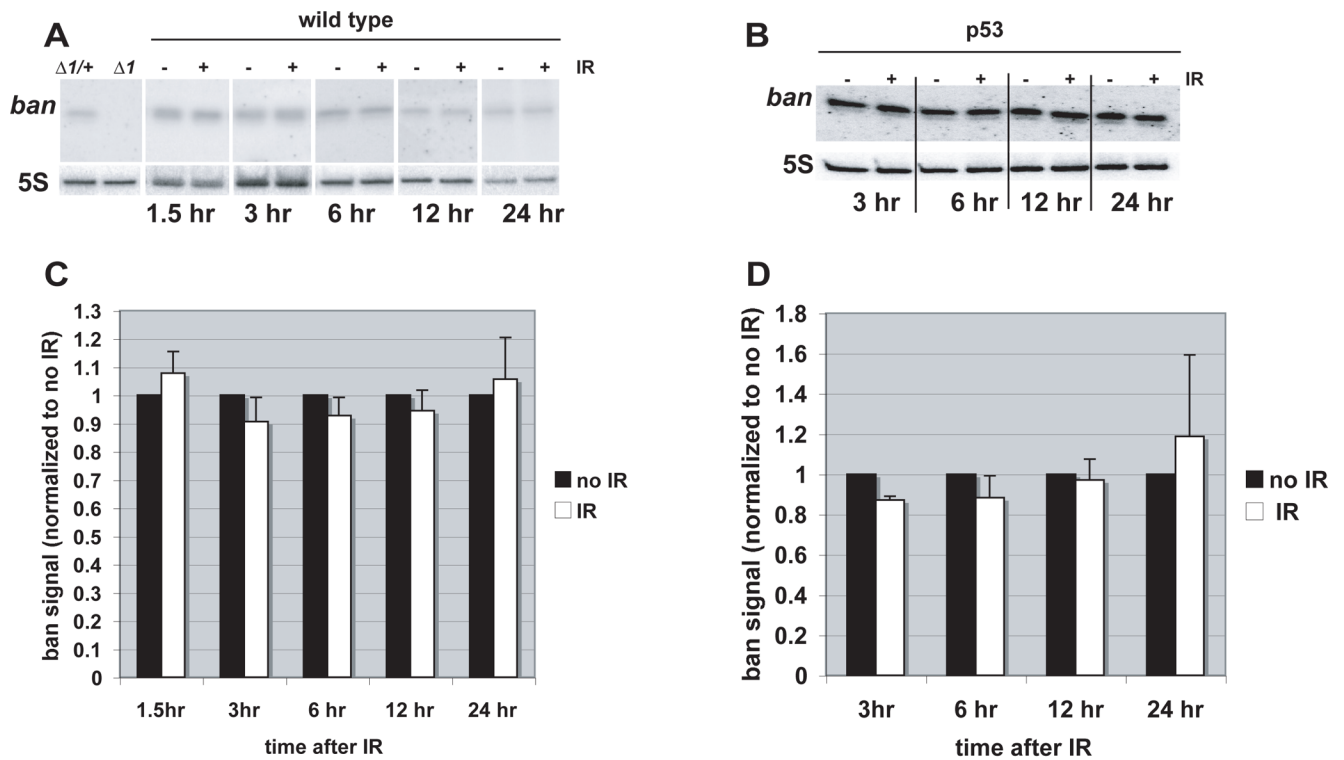 A
wild type
Δ1/+ Δ1 - + - + - + - + - + IR
ban
5S
1.5 hr 3 hr 6 hr 12 hr 24 hr
B
p53
- + - + - + - + IR
ban
5S
3 hr 6 hr 12 hr 24 hr
C
ban signal (normalized to no IR)
1.3
1.2
1.1
1
0.9
0.8
0.7
0.6
0.5
0.4
0.3
0.2
0.1
0
1.5hr 3hr 6 hr 12 hr 24 hr
time after IR
no IR
IR
D
ban signal (normalized to no IR)
1.8
1.6
1.4
1.2
1
0.8
0.6
0.4
0.2
0
3hr 6 hr 12 hr 24 hr
time after IR
no IR
IR